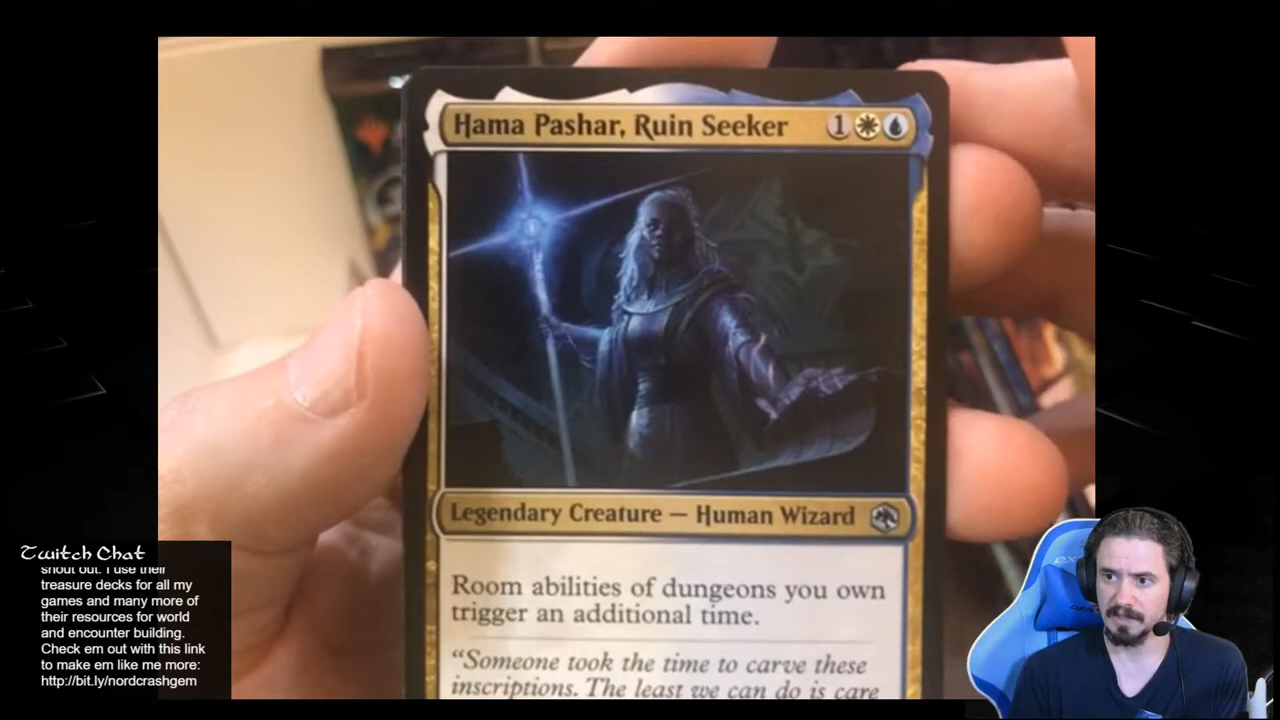 Hama Pashar, Ruin Seeker 1
Legendary Creature — Human Wizard
Room abilities of dungeons you own
trigger an additional time.
“Someone took the time to carve these
inscriptions. The least we can do is care
Twitch Chat
shout out. I use their
treasure decks for all my
games and many more of
their resources for world
and encounter building.
Check em out with this link
to make em like me more:
http://bit.ly/nordcrashgem